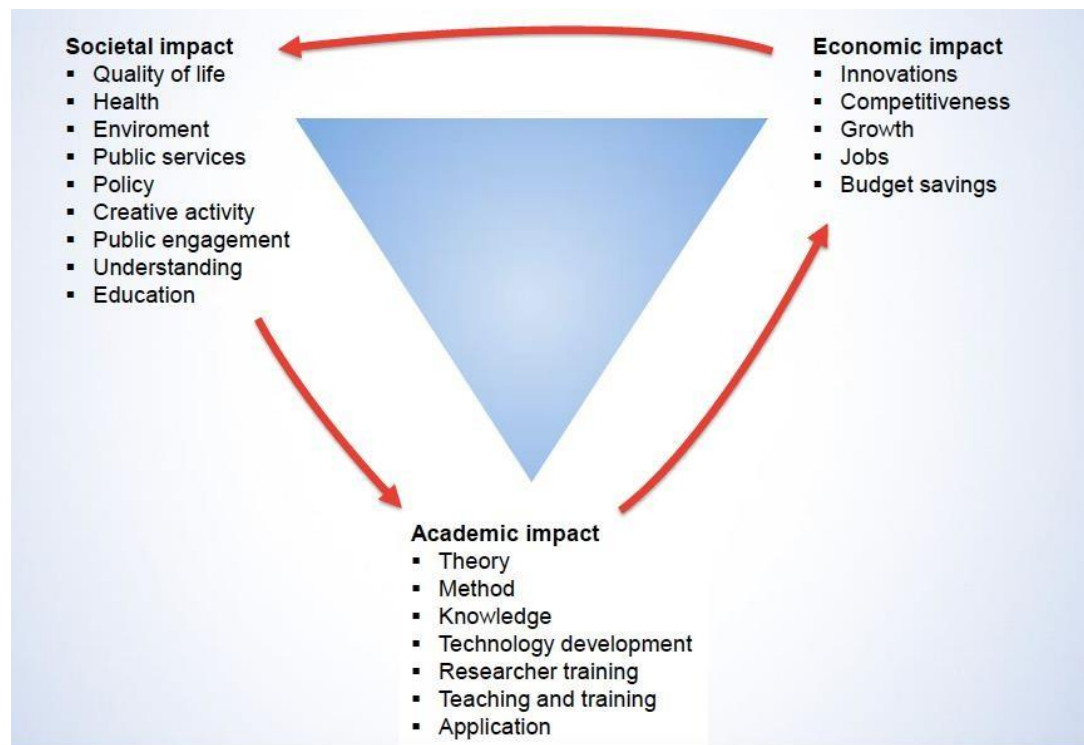 Societal impact
▪ Quality of life
▪ Health
▪ Enviroment
▪ Public services
▪ Policy
▪ Creative activity
▪ Public engagement
▪ Understanding
▪ Education
Economic impact
▪ Innovations
▪ Competitiveness
▪ Growth
▪ Jobs
▪ Budget savings
Academic impact
▪ Theory
▪ Method
▪ Knowledge
▪ Technology development
▪ Researcher training
▪ Teaching and training
▪ Application